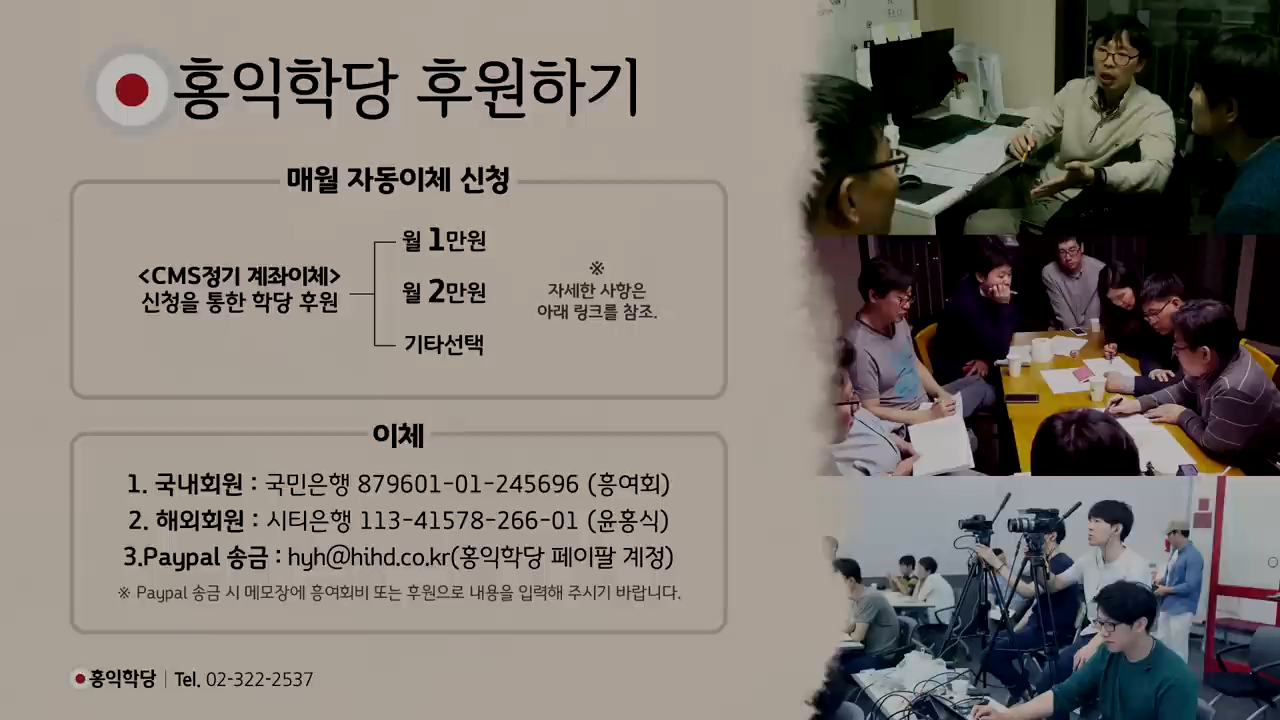 홍익학당 후원하기
매월 자동이체 신청
<CMS정기 계좌이체>
신청을 통한 학당 후원
월 1만원
월 2만원
기타선택
※
자세한 사항은
아래 링크를 참조.
이체
1. 국내회원 : 국민은행 879601-01-245696 (흥여회)
2. 해외회원 : 시티은행 113-41578-266-01 (윤홍식)
3.Paypal 송금 : hyh@hihd.co.kr(홍익학당 페이팔 계정)
※ Paypal 송금 시 메모장에 흥여회비 또는 후원으로 내용을 입력해 주시기 바랍니다.
홍익학당 | Tel. 02-322-2537